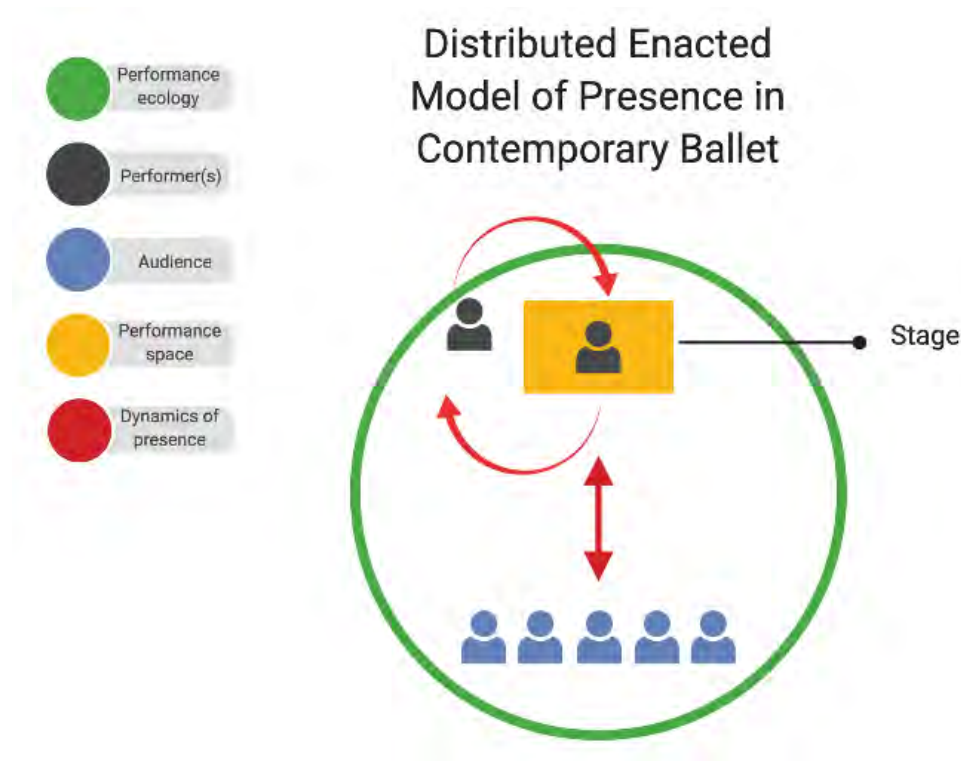 Distributed Enacted
Model of Presence in
Contemporary Ballet
Performance
ecology
Performer(s)
Audience
Performance
space
Dynamics of
presence
Stage